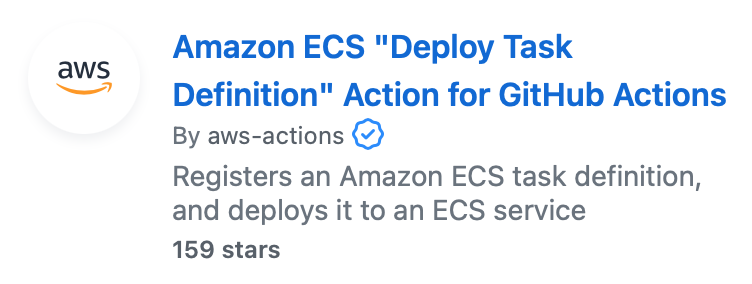 aws
Amazon ECS "Deploy Task
Definition" Action for GitHub Actions
By aws-actions
Registers an Amazon ECS task definition,
and deploys it to an ECS service
159 stars